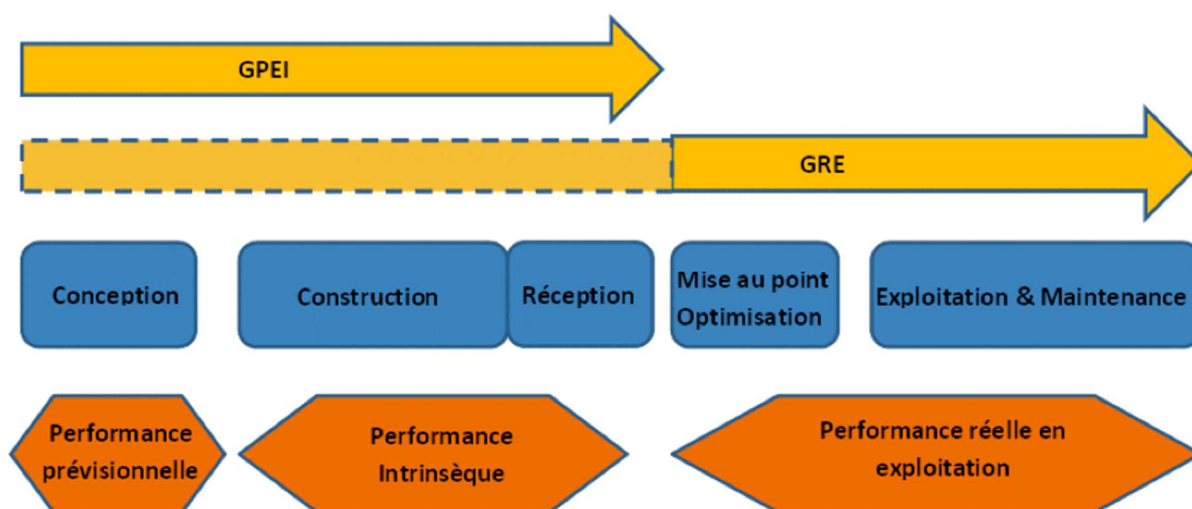 GPEI
GRE
Conception
Construction
Réception
Mise au point
Optimisation
Exploitation & Maintenance
Performance
prévisionnelle
Performance
Intrinsèque
Performance réelle en
exploitation